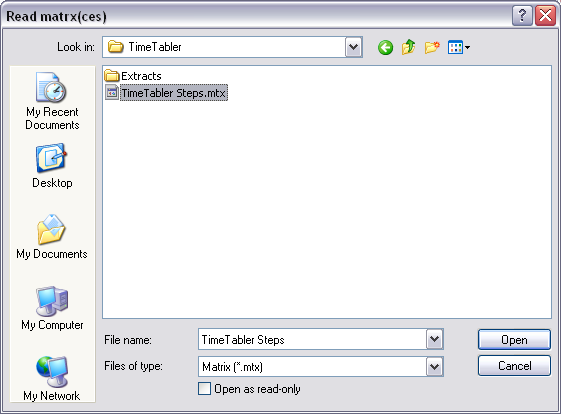 Read matrx(ces)
Look in: TimeTabler
Extracts
TimeTabler Steps.mtx
My Recent
Documents
Desktop
My Documents
My Computer
My Network
File name: TimeTabler Steps Open
Files of type: Matrix (*.mtx) Cancel
Open as read-only